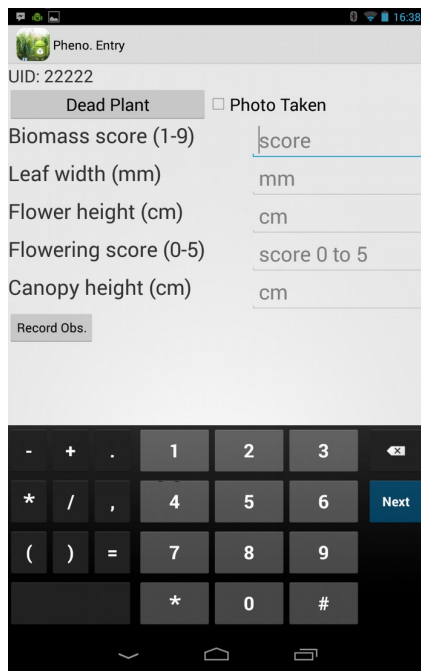 16:38
Pheno. Entry
UID: 22222
Dead Plant Photo Taken
Biomass score (1-9) score
Leaf width (mm) mm
Flower height (cm) cm
Flowering score (0-5) score 0 to 5
Canopy height (cm) cm
Record Obs.
- + . 1 2 3
* / , 4 5 6 Next
( ) = 7 8 9
* 0 #